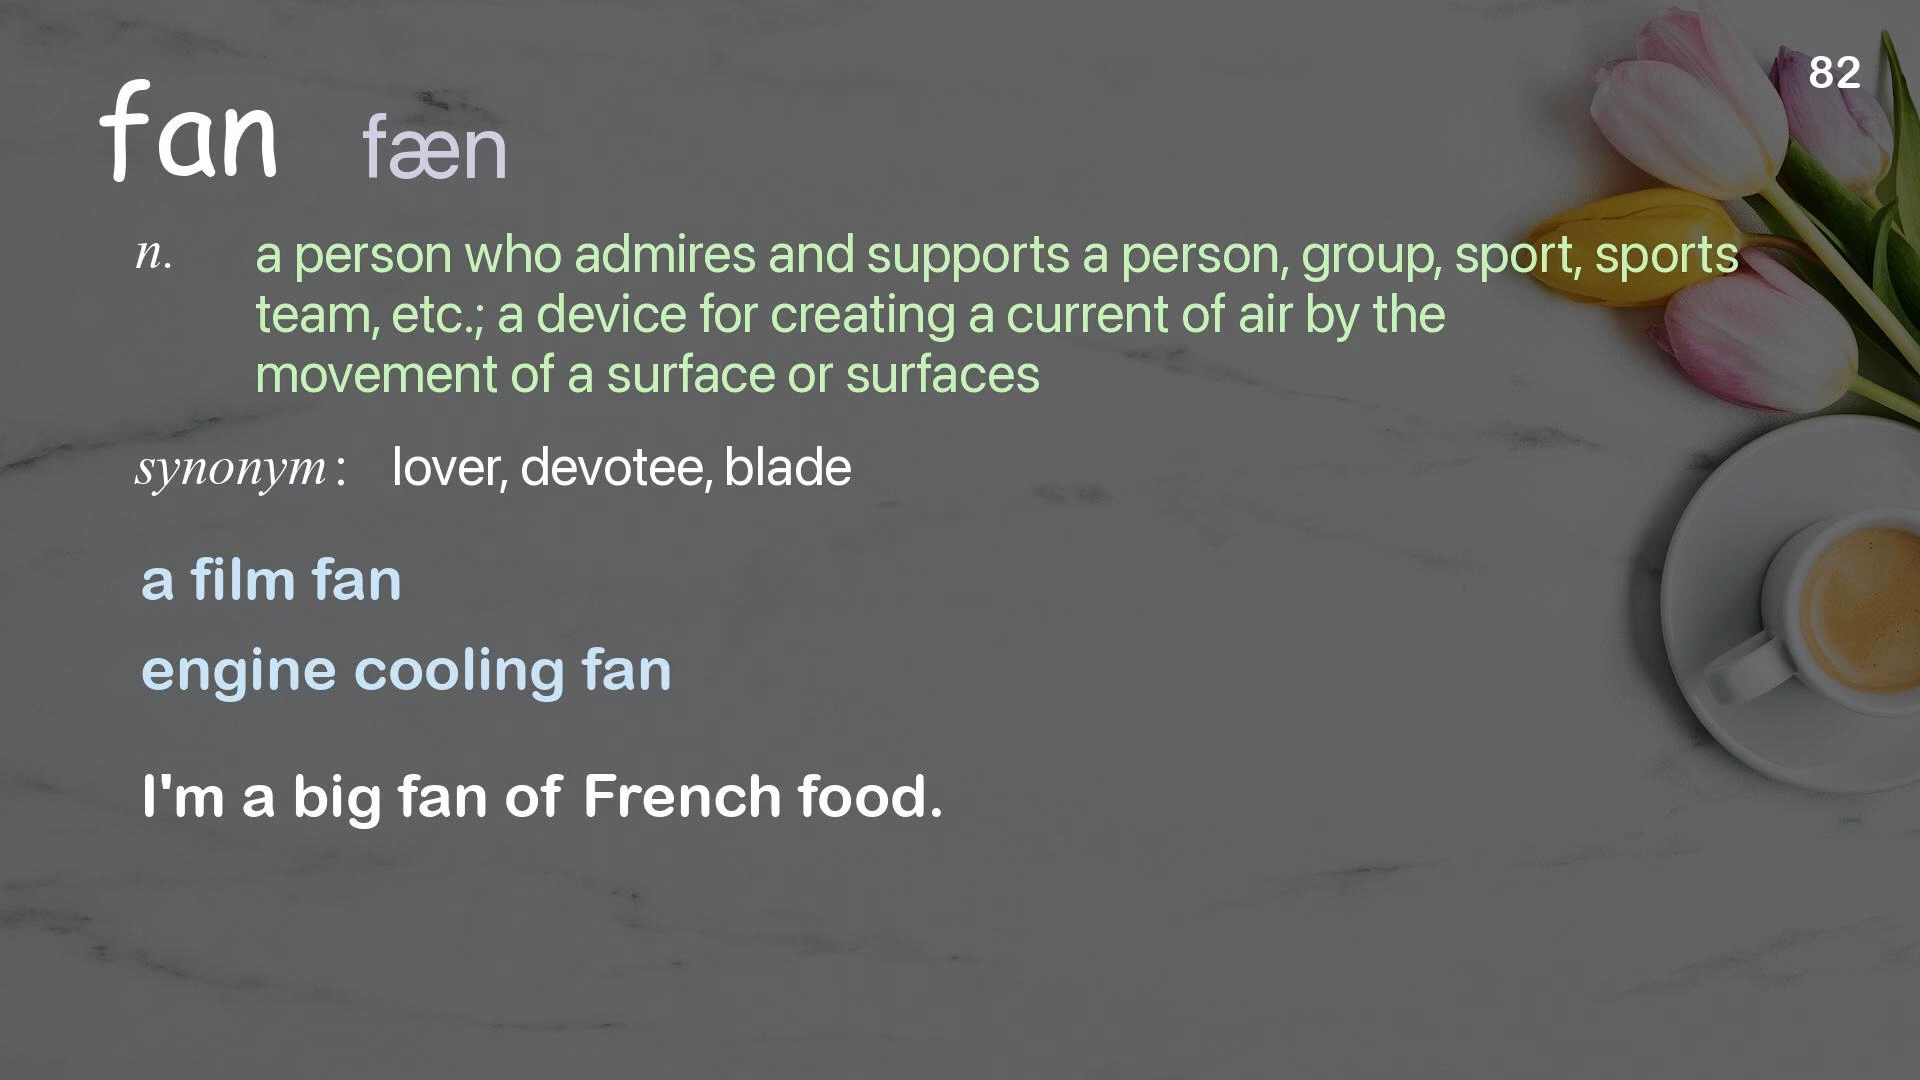 82
fan fæn
n. a person who admires and supports a person, group, sport, sports
team, etc.; a device for creating a current of air by the
movement of a surface or surfaces
synonym: lover, devotee, blade
a film fan
engine cooling fan
I'm a big fan of French food.